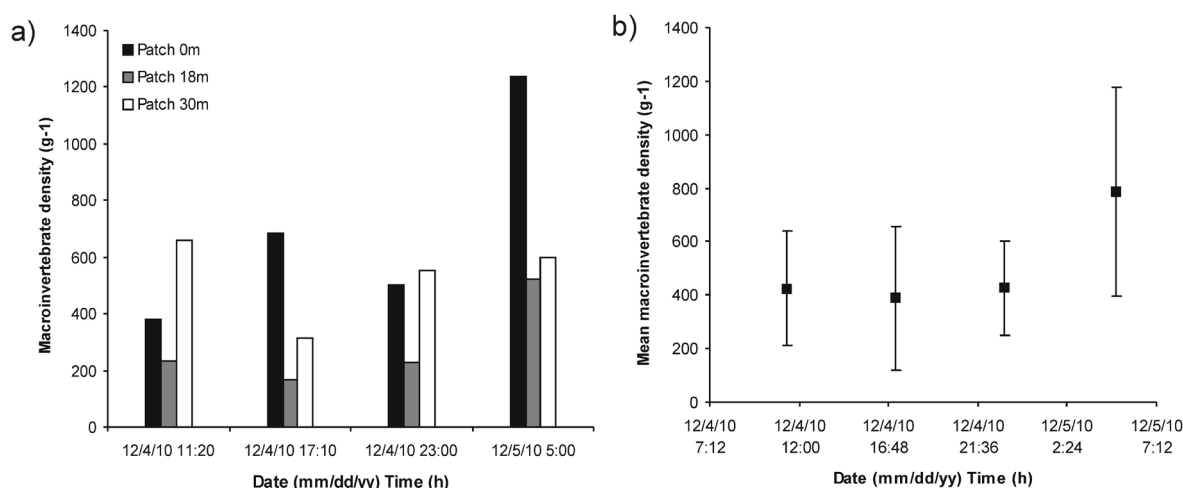 a)
1400
1200
1000
800
600
400
200
0
Macroinvertebrate density (g-1)
Patch 0m
Patch 18m
Patch 30m
12/4/10 11:20 12/4/10 17:10 12/4/10 23:00 12/5/10 5:00
Date (mm/dd/yy) Time (h)
b)
1400
1200
1000
800
600
400
200
0
Mean macroinvertebrate density (g-1)
12/4/10 12/4/10 12/4/10 12/4/10 12/5/10 12/5/10
7:12 12:00 16:48 21:36 2:24 7:12
Date (mm/dd/yy) Time (h)